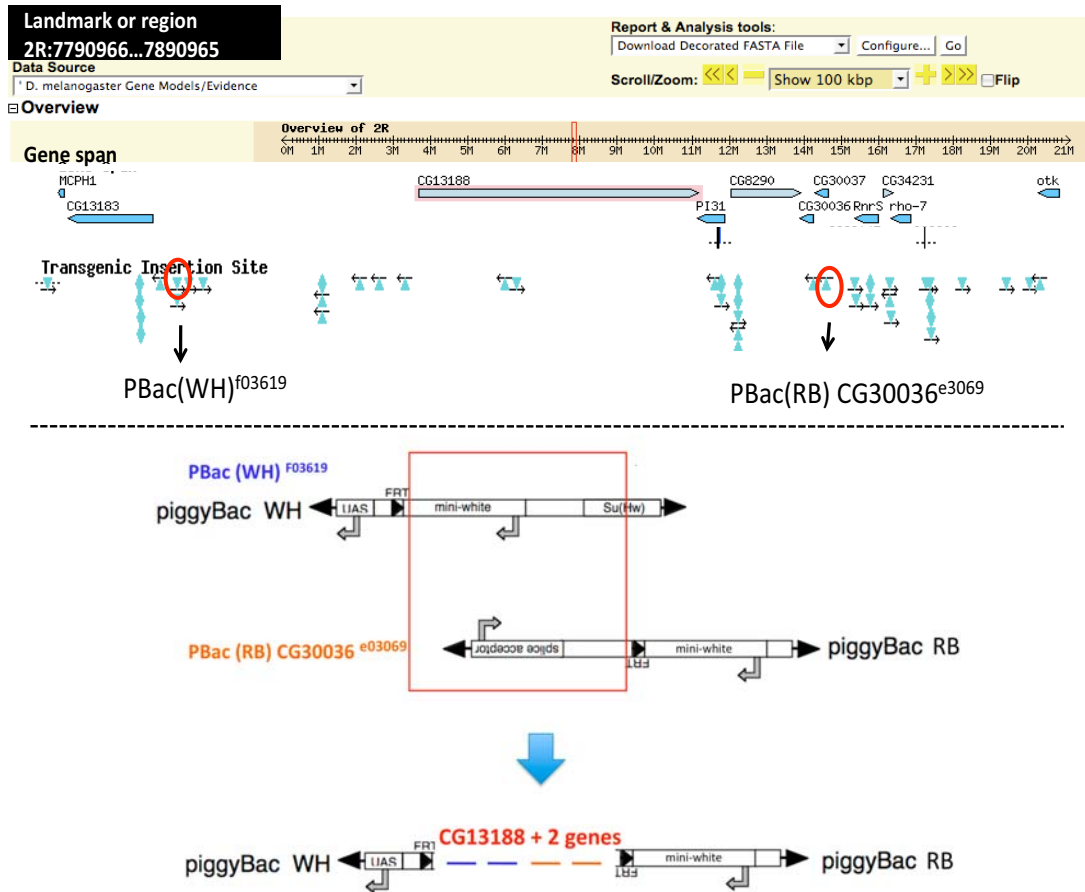 Landmark or region
2R:7790966...7890965
Report & Analysis tools:
Download Decorated FASTA File Configure... Go
Data Source
D. melanogaster Gene Models/Evidence
Scroll/Zoom: <<< − Show 100 kbp + >>> Flip
Overview
Overview of 2R
0M 1M 2M 3M 4M 5M 6M 7M 8M 9M 10M 11M 12M 13M 14M 15M 16M 17M 18M 19M 20M 21M
Gene span
MCPH1 CG13188 CG8290 CG30037 CG34231 otk
CG13183 PI31 CG30036 RnrS rho-7
Transgenic Insertion Site
PBac(WH)f03619
PBac(RB) CG30036e3069
PBac (WH) F03619
FRT
piggyBac WH UAS mini-white Su(Hw)
PBac (RB) CG30036 e03069
splice acceptor mini-white piggyBac RB
FRT
CG13188 + 2 genes
FRT
piggyBac WH UAS mini-white piggyBac RB
FRT